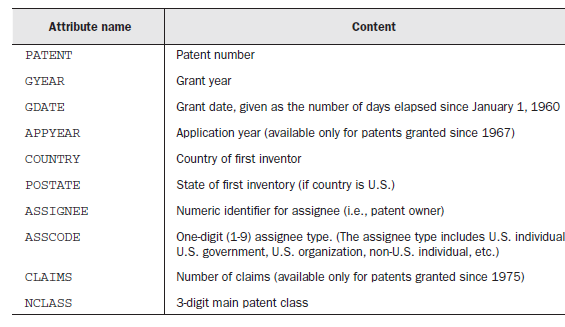 Attribute name Content
PATENT Patent number
GYEAR Grant year
GDATE Grant date, given as the number of days elapsed since January 1, 1960
APPYEAR Application year (available only for patents granted since 1967)
COUNTRY Country of first inventor
POSTATE State of first inventory (if country is U.S.)
ASSIGNEE Numeric identifier for assignee (i.e., patent owner)
ASSCODE One-digit (1-9) assignee type. (The assignee type includes U.S. individual
U.S. government, U.S. organization, non-U.S. individual, etc.)
CLAIMS Number of claims (available only for patents granted since 1975)
NCLASS 3-digit main patent class